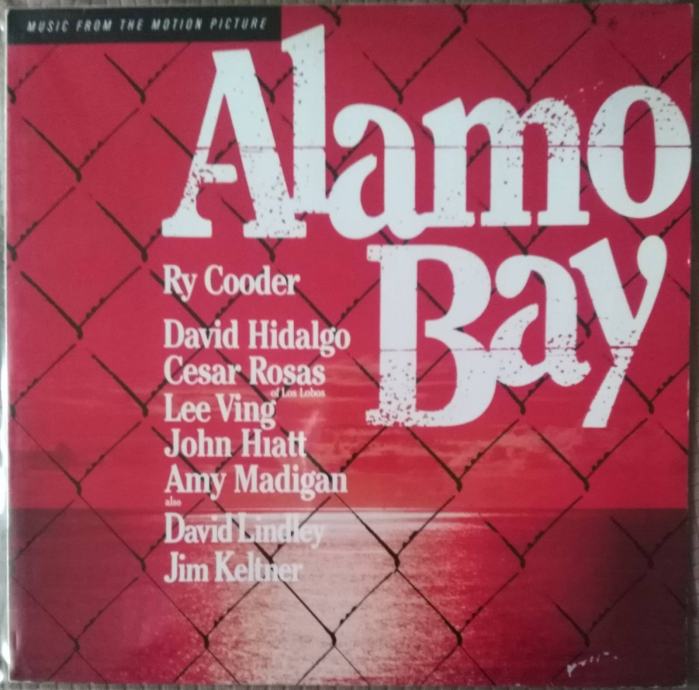 MUSIC FROM THE MOTION PICTURE
Alamo
Bay
Ry Cooder
David Hidalgo
Cesar Rosas
of Los Lobos
Lee Ving
John Hiatt
Amy Madigan
also
David Lindley
Jim Keltner